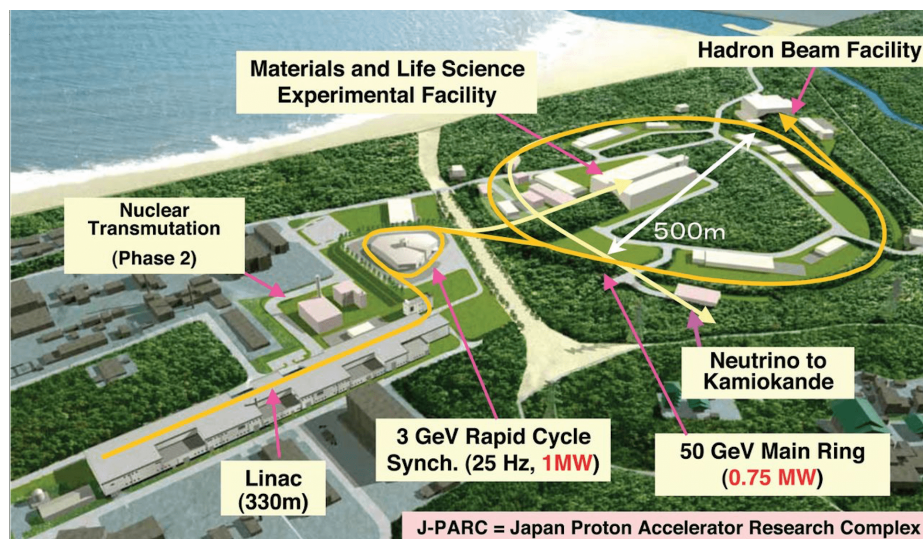 Hadron Beam Facility
Materials and Life Science
Experimental Facility
Nuclear
Transmutation
(Phase 2)
500m
Neutrino to
Kamiokande
3 GeV Rapid Cycle
Synch. (25 Hz, 1MW)
50 GeV Main Ring
(0.75 MW)
Linac
(330m)
J-PARC = Japan Proton Accelerator Research Complex